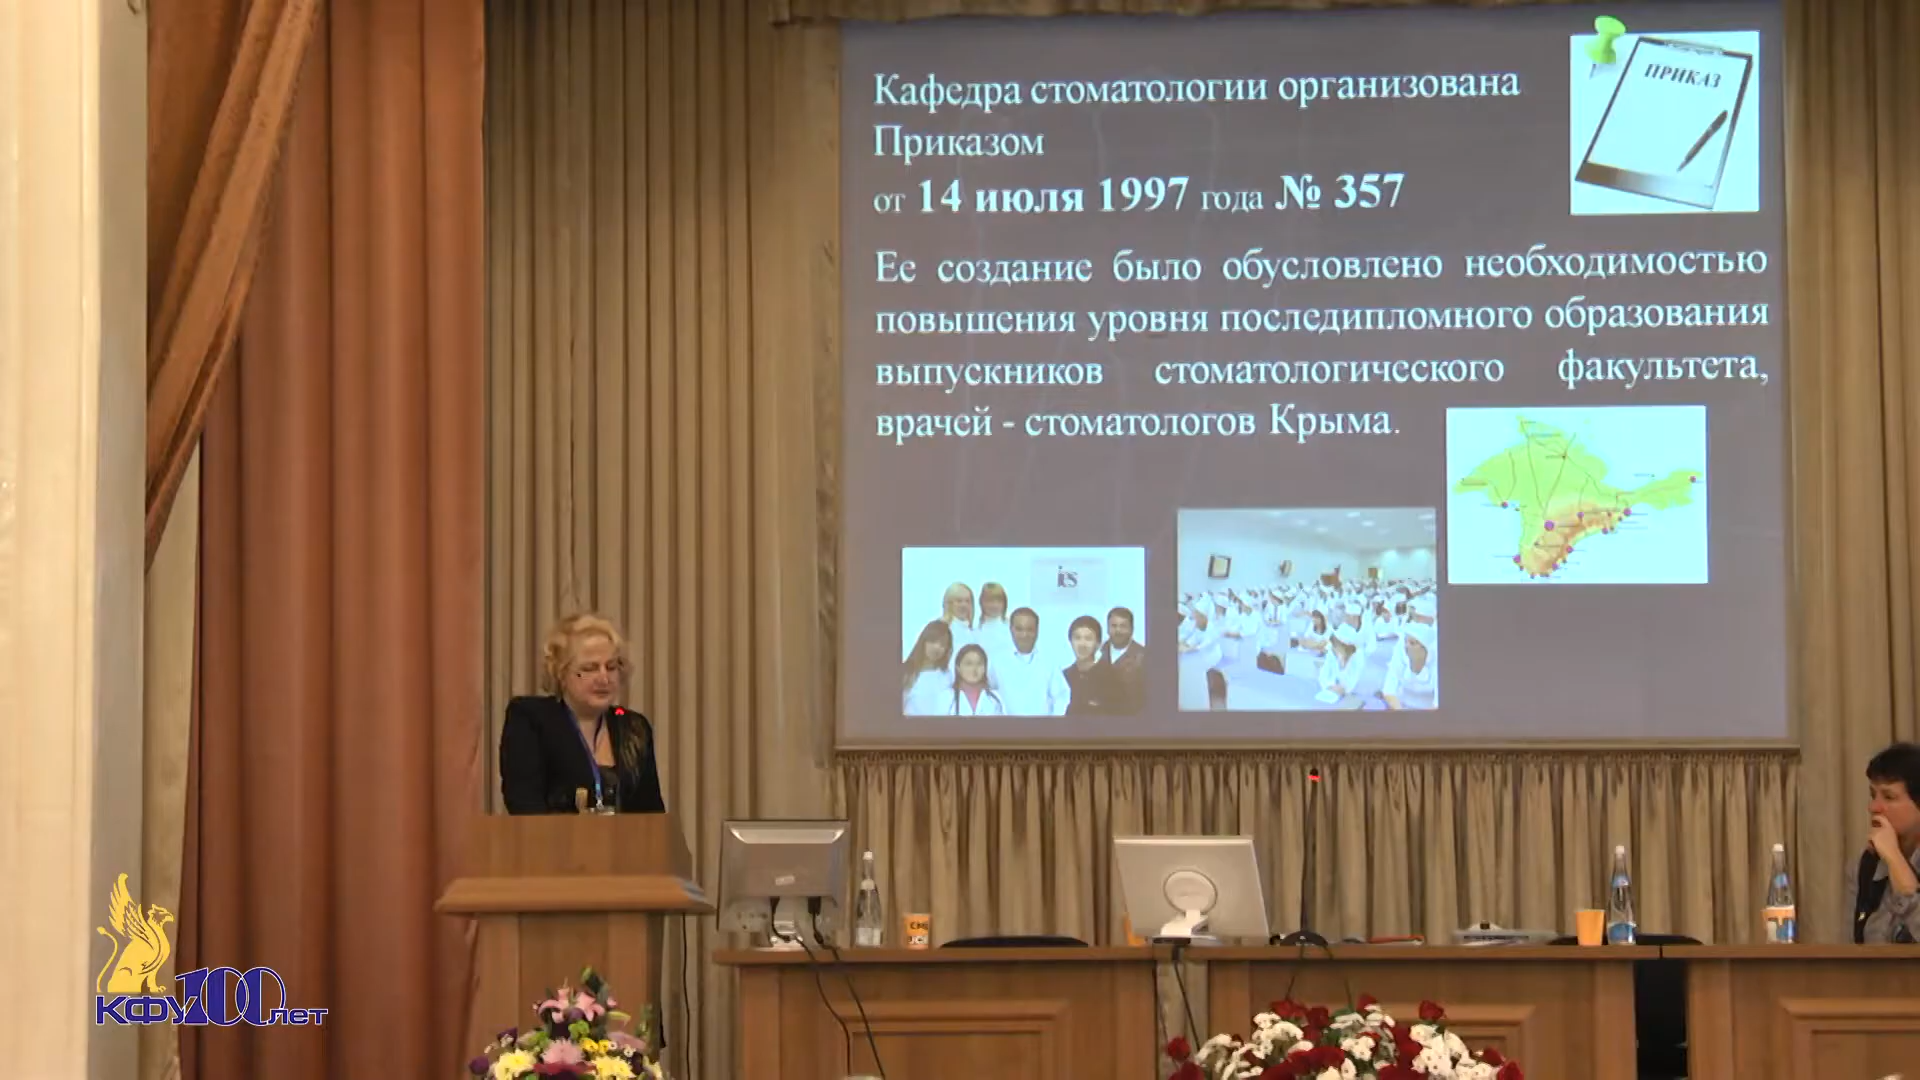 Кафедра стоматологии организована
Приказом
от 14 июля 1997 года № 357
ПРИКАЗ
Ее создание было обусловлено необходимостью
повышения уровня последипломного образования
выпускников стоматологического факультета,
врачей - стоматологов Крыма.
КФУ 100 лет